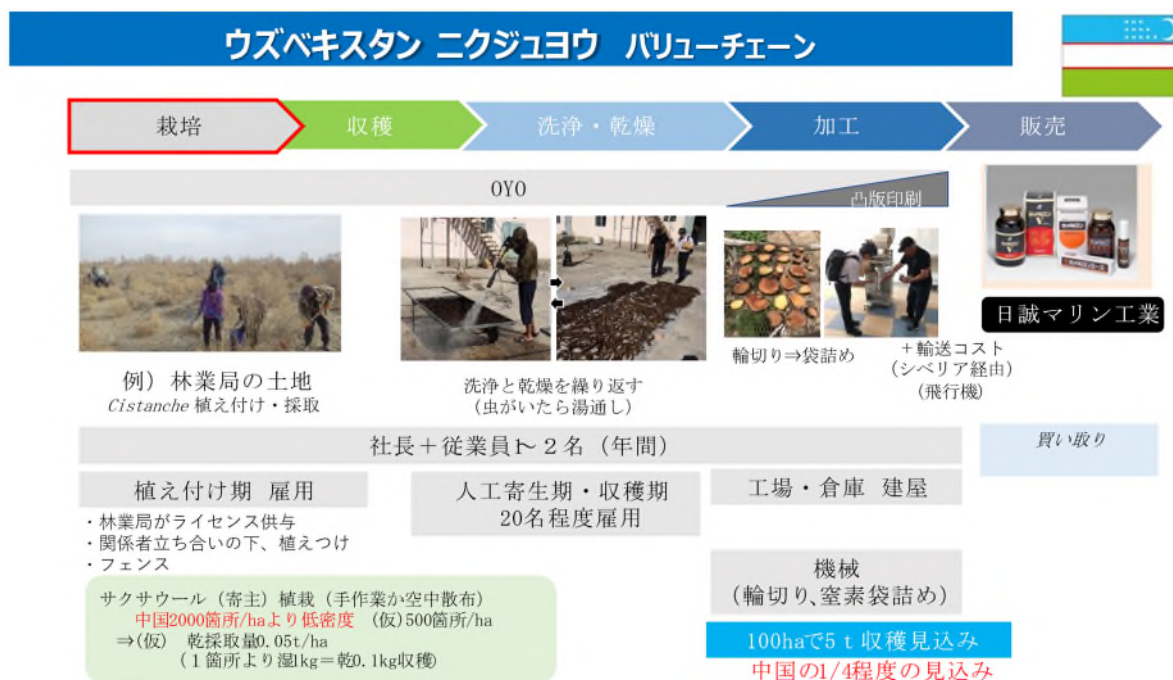 ウズベキスタン ニクジュヨウ バリューチェーン
栽培
収穫
洗浄・乾燥
加工
販売
OYO
凸版印刷
日誠マリン工業
例）林業局の土地
Cistanche 植え付け・採取
洗浄と乾燥を繰り返す
（虫がいたら湯通し）
輪切り⇒袋詰め
＋輸送コスト
（シベリア経由）
（飛行機）
社長＋従業員1～２名（年間）
買い取り
植え付け期 雇用
・林業局がライセンス供与
・関係者立ち合いの下、植えつけ
・フェンス
人工寄生期・収穫期
20名程度雇用
工場・倉庫 建屋
機械
（輪切り、窒素袋詰め）
サクサウール（寄主）植栽（手作業か空中散布）
中国2000箇所/haより低密度 （仮）500箇所/ha
⇒(仮) 乾採取量0.05t/ha
（１箇所より湿1kg＝乾0.1kg収穫）
100haで5ｔ収穫見込み
中国の1/4程度の見込み